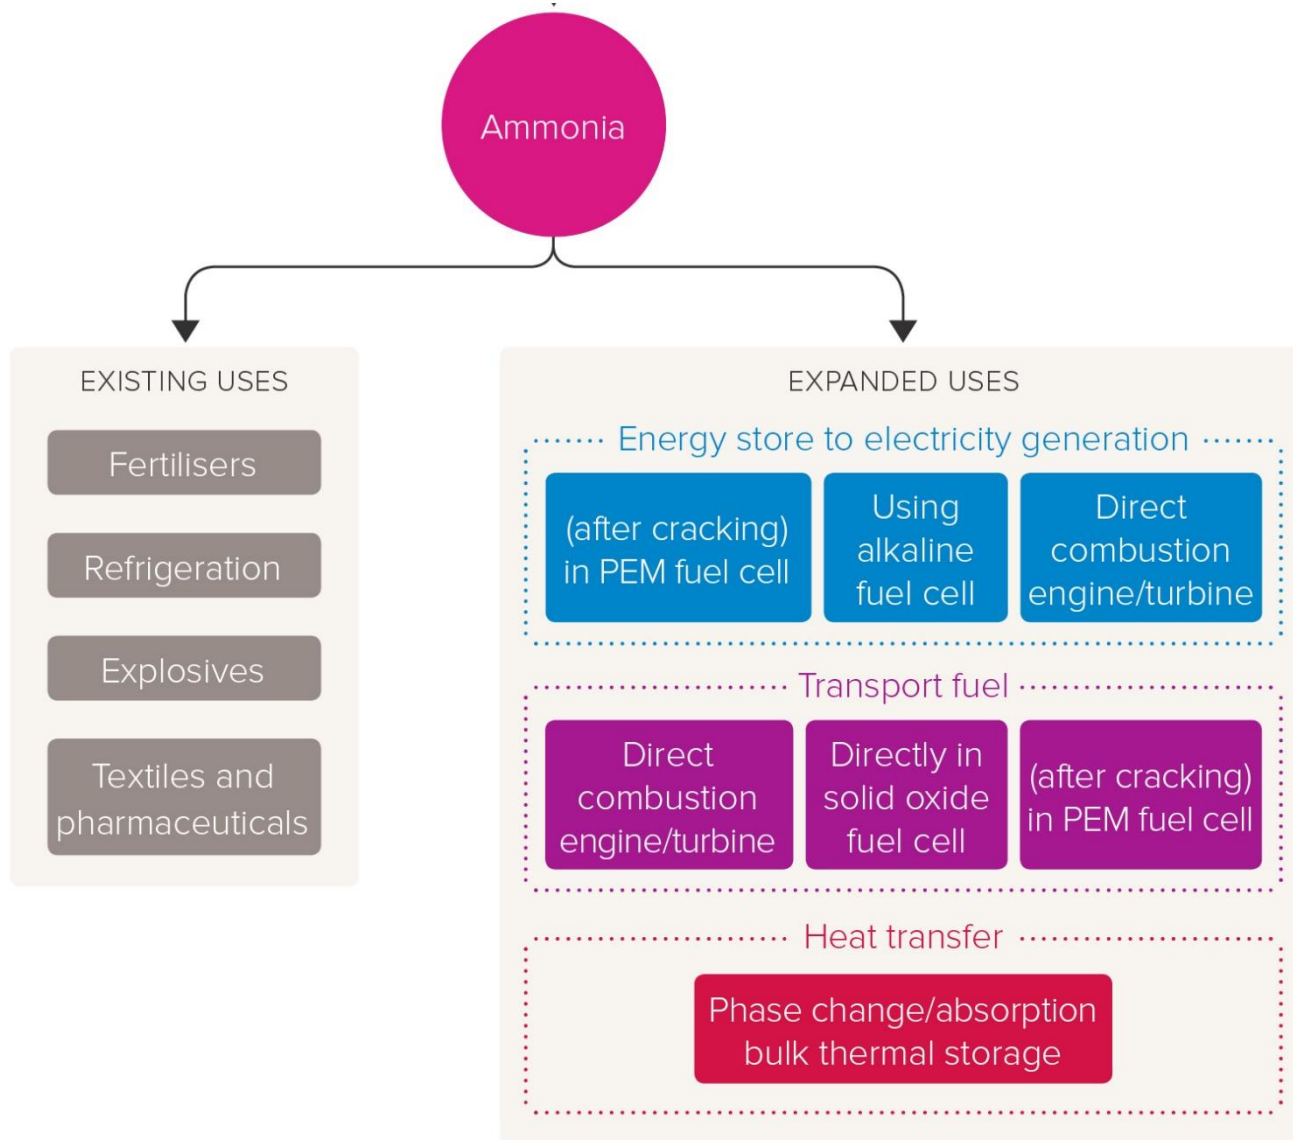 Ammonia
EXISTING USES
Fertilisers
Refrigeration
Explosives
Textiles and
pharmaceuticals
EXPANDED USES
Energy store to electricity generation
(after cracking)
in PEM fuel cell
Using
alkaline
fuel cell
Direct
combustion
engine/turbine
Transport fuel
Direct
combustion
engine/turbine
Directly in
solid oxide
fuel cell
(after cracking)
in PEM fuel cell
Heat transfer
Phase change/absorption
bulk thermal storage